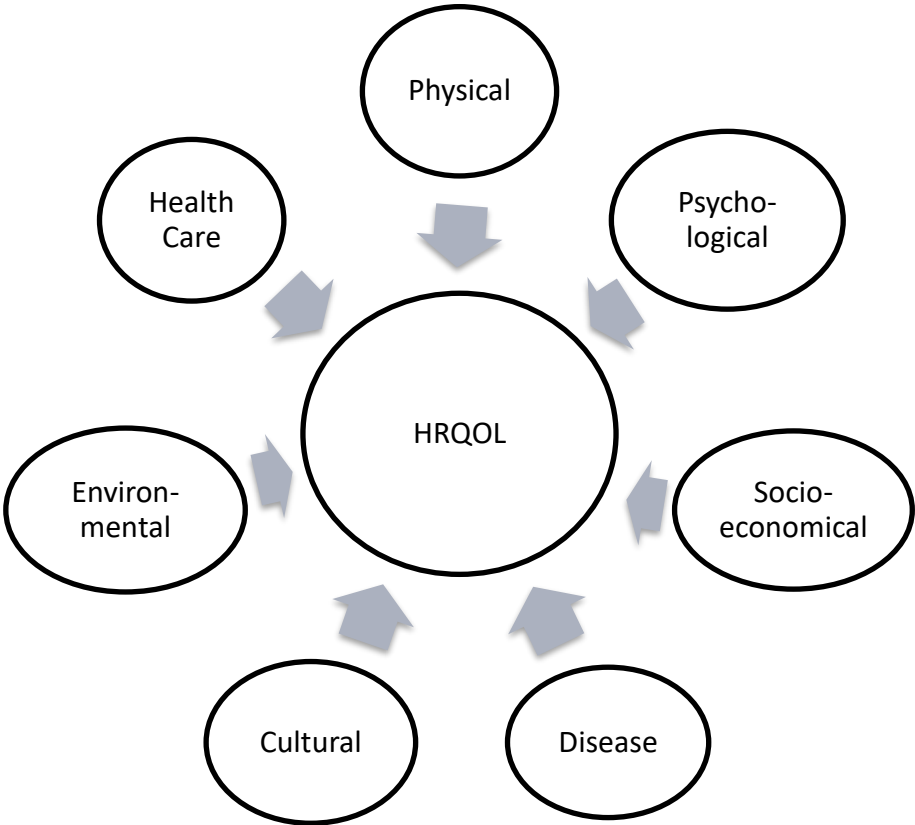 Physical
Health
Care
Psycho-
logical
HRQOL
Environ-
mental
Socio-
economical
Cultural
Disease